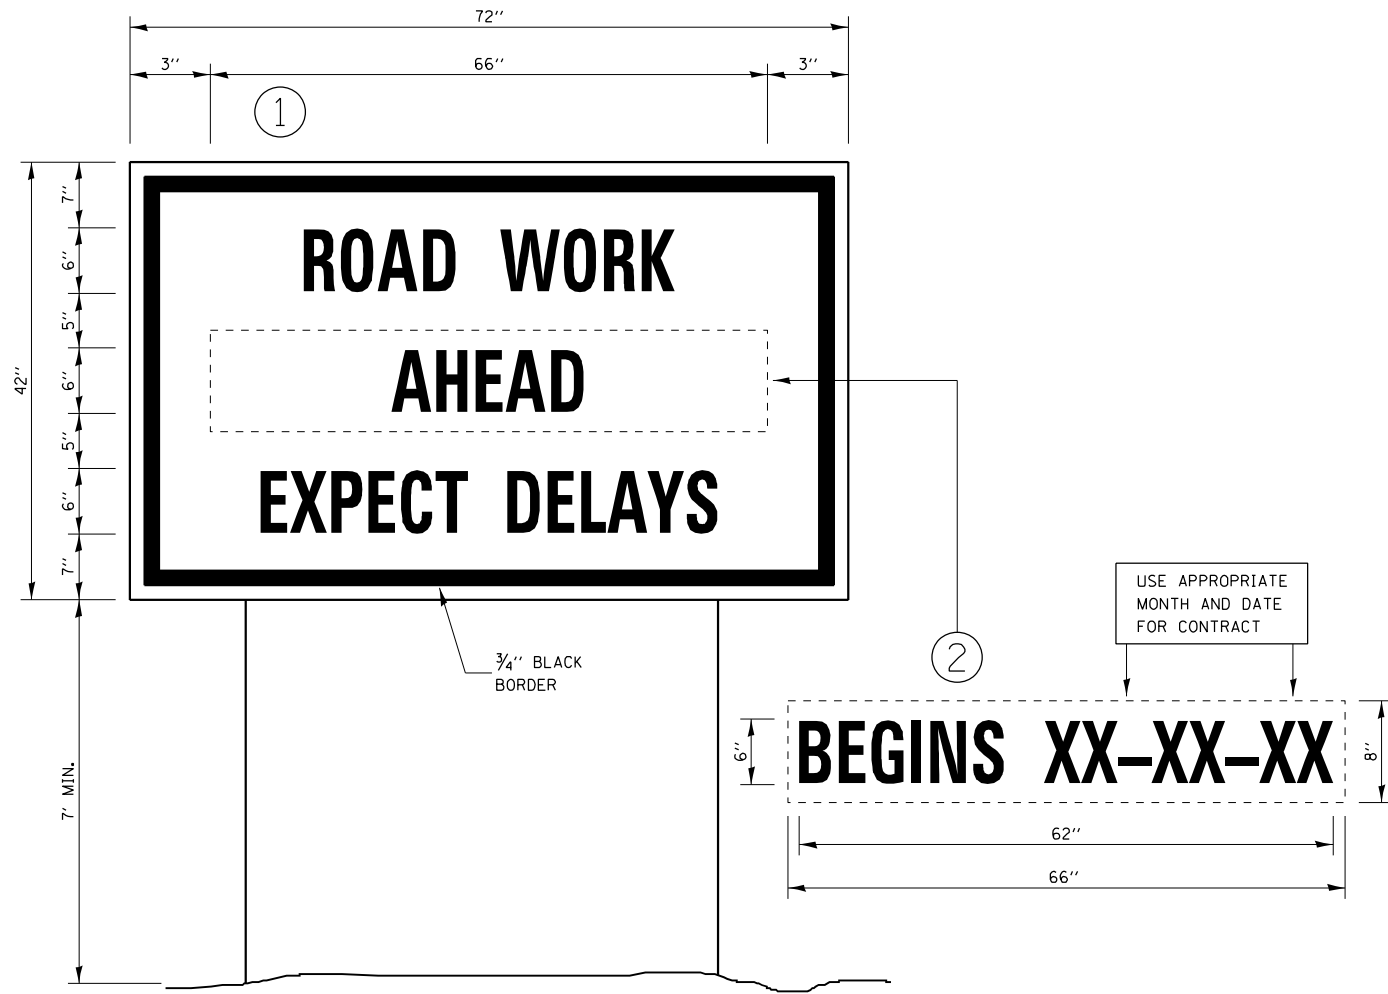 72''
3'' 66'' 3''
1
7''
ROAD WORK
6''
5''
42''
6''
AHEAD
5''
6''
EXPECT DELAYS
7''
USE APPROPRIATE
MONTH AND DATE
FOR CONTRACT
3/4'' BLACK
BORDER
2
7' MIN.
6''
BEGINS XX-XX-XX
8''
62''
66''